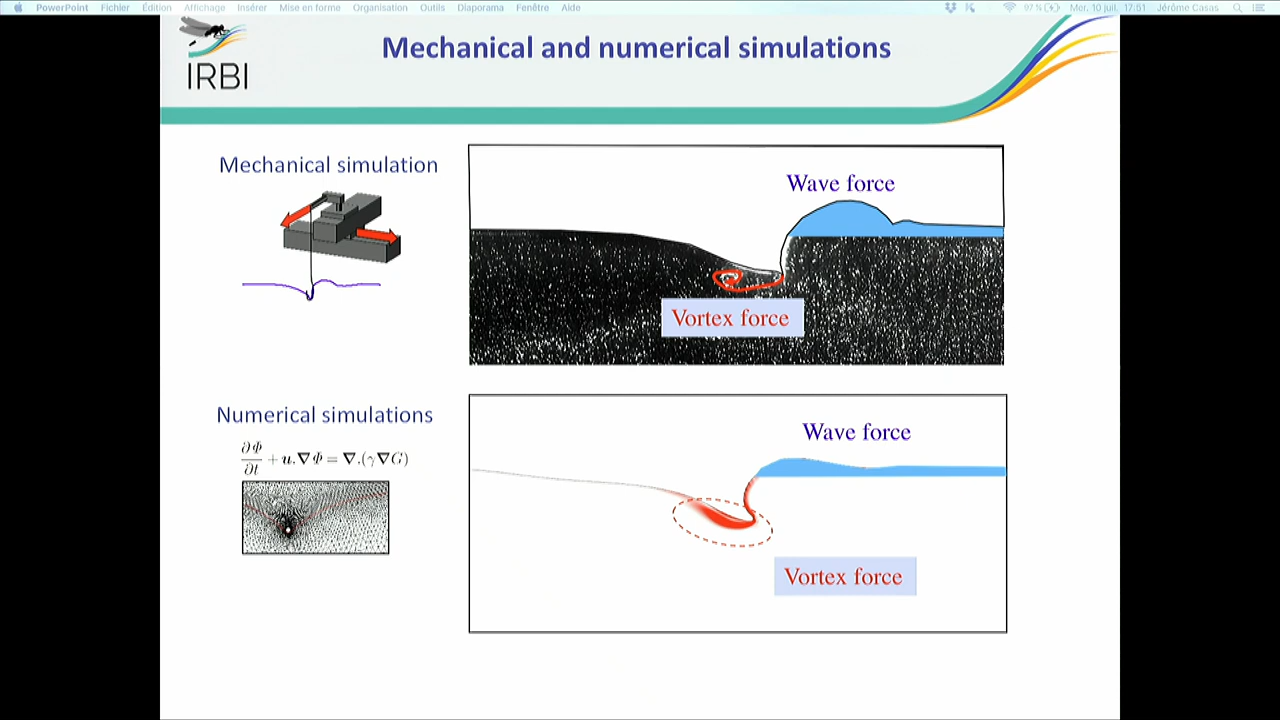 PowerPoint Fichier Édition Affichage Insérer Mise en forme Organisation Outils Diaporama Fenêtre Aide 97 % Mer. 10 juil. 17:51 Jérôme Casas
IRBI
Mechanical and numerical simulations
Mechanical simulation
Wave force
Vortex force
Numerical simulations
∂Φ/∂t + u.∇Φ = ∇.(γ∇G)
Wave force
Vortex force